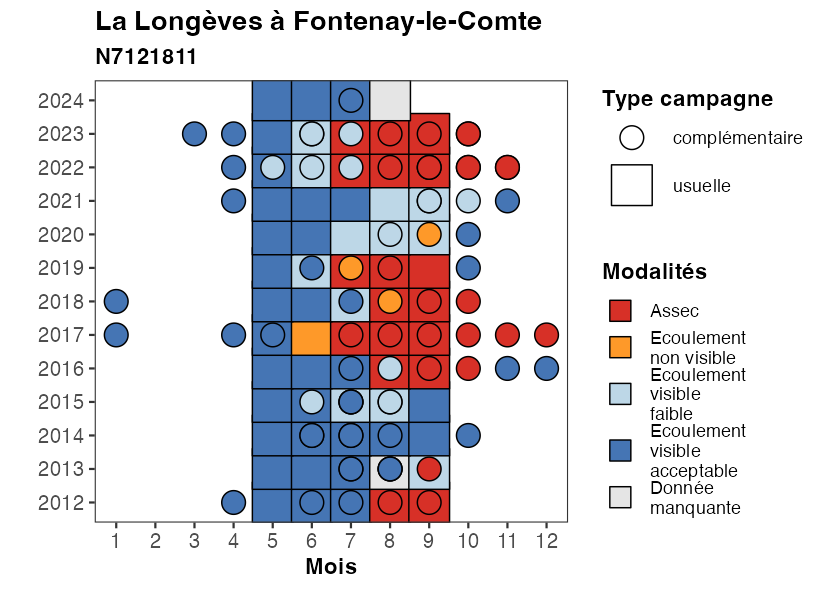 La Longèves à Fontenay-le-Comte
N7121811
2024
2023
2022
2021
2020
2019
2018
2017
2016
2015
2014
2013
2012
1 2 3 4 5 6 7 8 9 10 11 12
Mois
Type campagne
complémentaire
usuelle
Modalités
Assec
Ecoulement
non visible
Ecoulement
visible
faible
Ecoulement
visible
acceptable
Donnée
manquante